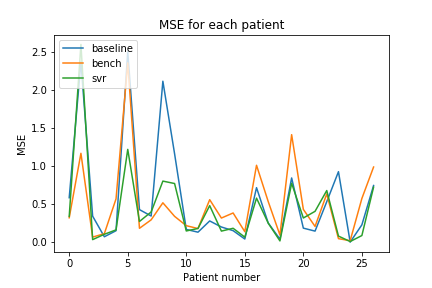 MSE for each patient
baseline
bench
svr
MSE
2.5
2.0
1.5
1.0
0.5
0.0
0 5 10 15 20 25
Patient number